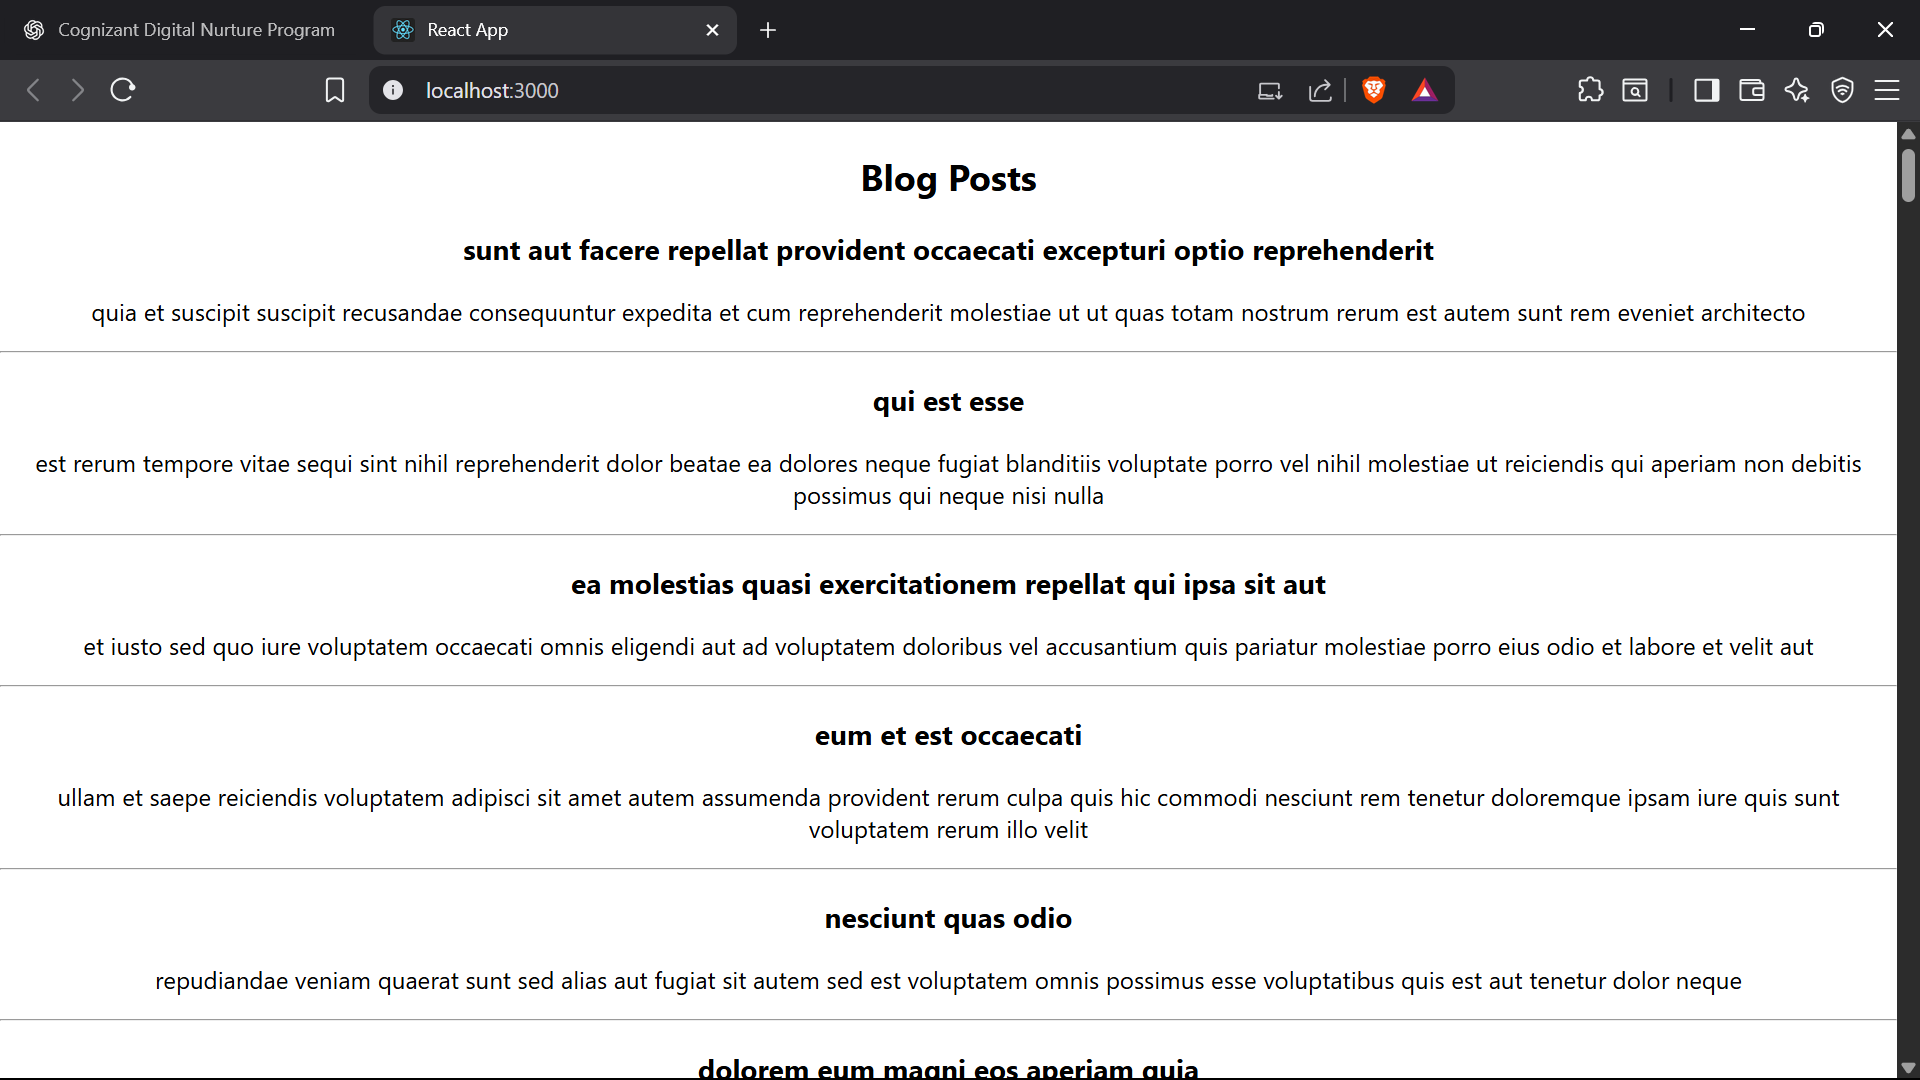 Cognizant Digital Nurture Program
React App
localhost:3000
Blog Posts
sunt aut facere repellat provident occaecati excepturi optio reprehenderit
quia et suscipit suscipit recusandae consequuntur expedita et cum reprehenderit molestiae ut ut quas totam nostrum rerum est autem sunt rem eveniet architecto
qui est esse
est rerum tempore vitae sequi sint nihil reprehenderit dolor beatae ea dolores neque fugiat blanditiis voluptate porro vel nihil molestiae ut reiciendis qui aperiam non debitis
possimus qui neque nisi nulla
ea molestias quasi exercitationem repellat qui ipsa sit aut
et iusto sed quo iure voluptatem occaecati omnis eligendi aut ad voluptatem doloribus vel accusantium quis pariatur molestiae porro eius odio et labore et velit aut
eum et est occaecati
ullam et saepe reiciendis voluptatem adipisci sit amet autem assumenda provident rerum culpa quis hic commodi nesciunt rem tenetur doloremque ipsam iure quis sunt
voluptatem rerum illo velit
nesciunt quas odio
repudiandae veniam quaerat sunt sed alias aut fugiat sit autem sed est voluptatem omnis possimus esse voluptatibus quis est aut tenetur dolor neque
dolorem eum magni eos aperiam quia